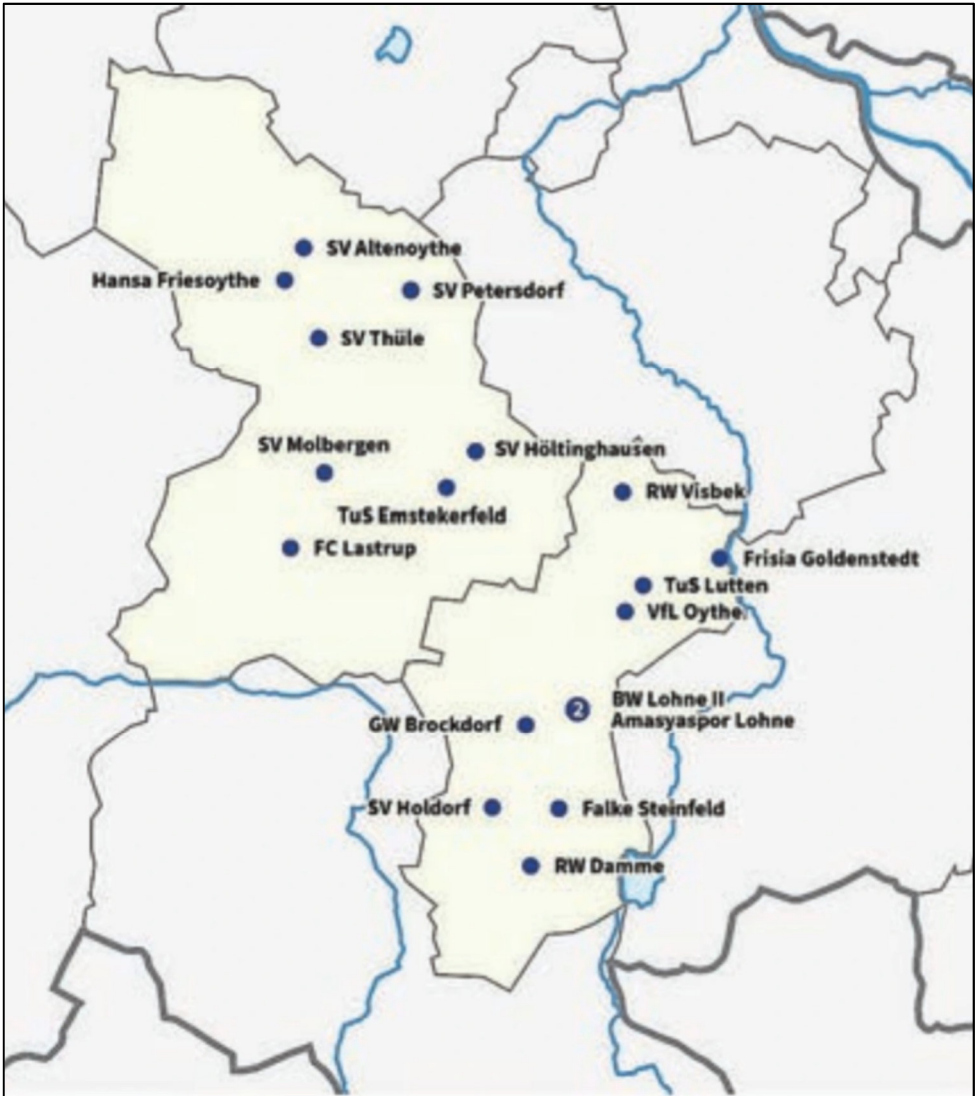 SV Altenoythe
Hansa Friesoythe
SV Petersdorf
SV Thüle
SV Molbergen
SV Höltinghausen
TuS Emstekerfeld
RW Visbek
FC Lastrup
Frisia Goldenstedt
TuS Lutten
VfL Oythe
2
BW Lohne II
Amasyaspor Lohne
GW Brockdorf
SV Holdorf
Falke Steinfeld
RW Damme